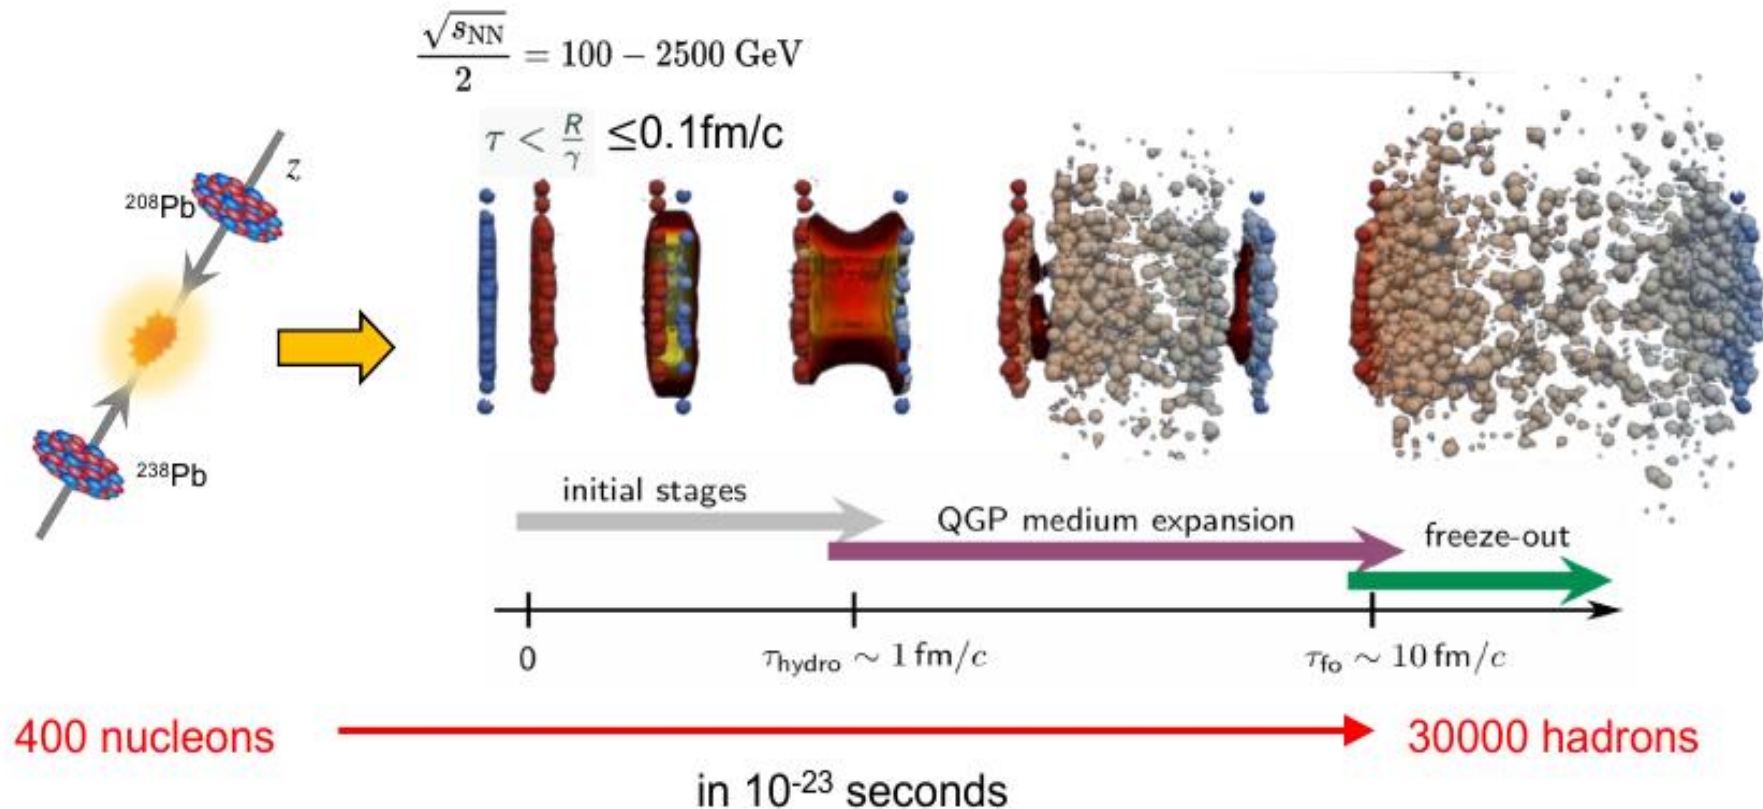 √s_NN / 2 = 100 − 2500 GeV
τ < R/γ ≤0.1fm/c
z
²⁰⁸Pb
²³⁸Pb
initial stages
QGP medium expansion
freeze-out
0
τ_hydro ∼ 1 fm/c
τ_fo ∼ 10 fm/c
400 nucleons
30000 hadrons
in 10⁻²³ seconds